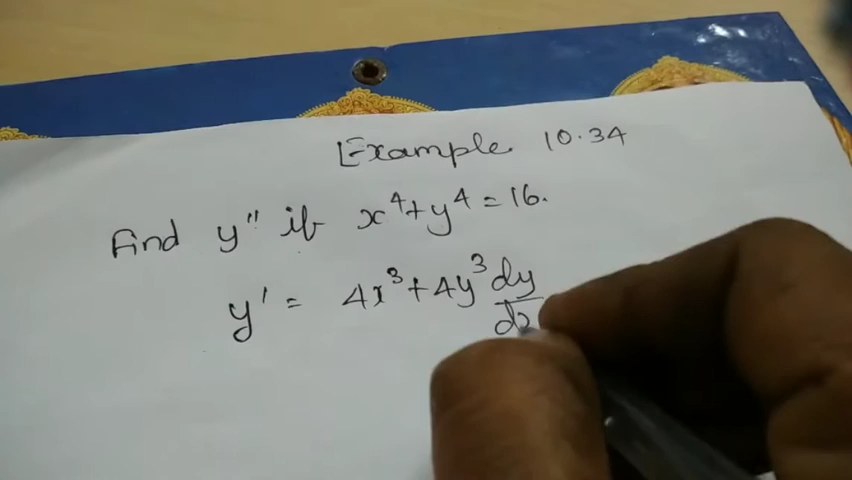 Example 10.34
Find y'' if x⁴+y⁴=16.
y' = 4x³+4y³ dy/dx